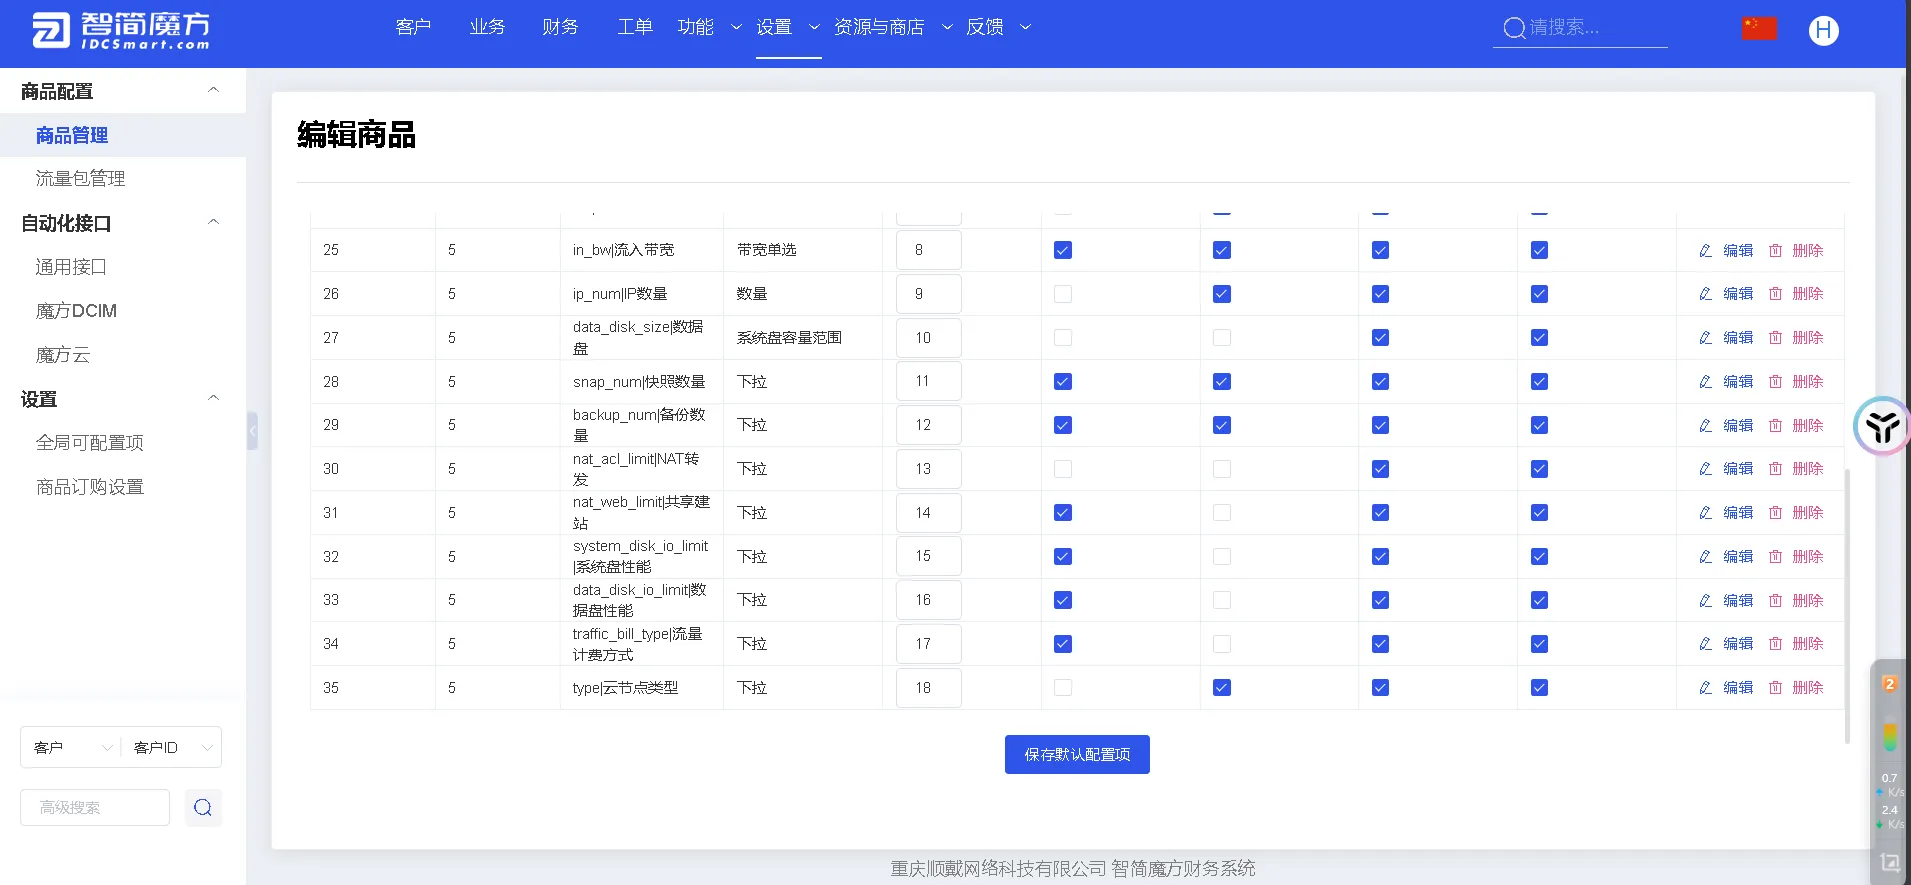 智简魔方
IDCSmart.com
客户 业务 财务 工单 功能 设置 资源与商店 反馈
请搜索...
H
商品配置
商品管理
流量包管理
自动化接口
通用接口
魔方DCIM
魔方云
设置
全局可配置项
商品订购设置
客户 客户ID
高级搜索
编辑商品
25 5 in_bw|流入带宽 带宽单选 8 编辑 删除
26 5 ip_num|IP数量 数量 9 编辑 删除
27 5 data_disk_size|数据
盘 系统盘容量范围 10 编辑 删除
28 5 snap_num|快照数量 下拉 11 编辑 删除
29 5 backup_num|备份数
量 下拉 12 编辑 删除
30 5 nat_acl_limit|NAT转
发 下拉 13 编辑 删除
31 5 nat_web_limit|共享建
站 下拉 14 编辑 删除
32 5 system_disk_io_limit
|系统盘性能 下拉 15 编辑 删除
33 5 data_disk_io_limit|数
据盘性能 下拉 16 编辑 删除
34 5 traffic_bill_type|流量
计费方式 下拉 17 编辑 删除
35 5 type|云节点类型 下拉 18 编辑 删除
保存默认配置项
重庆顺戴网络科技有限公司 智简魔方财务系统
2
0.7
K/s
2.4
K/s